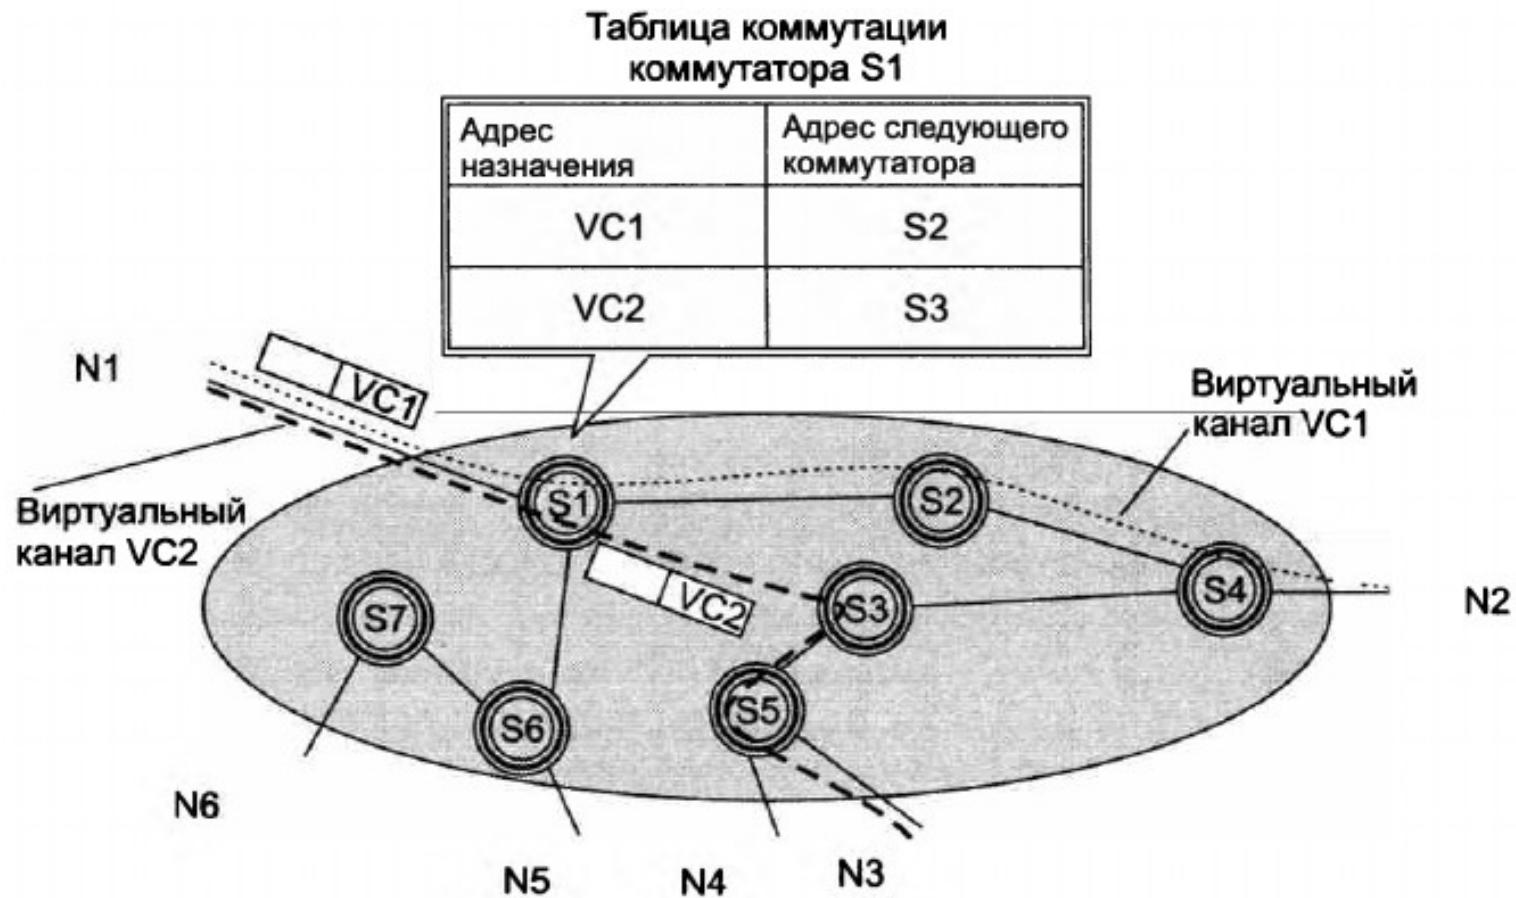 Таблица коммутации
коммутатора S1
Адрес
назначения
Адрес следующего
коммутатора
VC1
S2
VC2
S3
N1
VC1
Виртуальный
канал VC1
Виртуальный
канал VC2
S1
S2
VC2
S3
S4
N2
S7
S6
S5
N6
N5
N4
N3